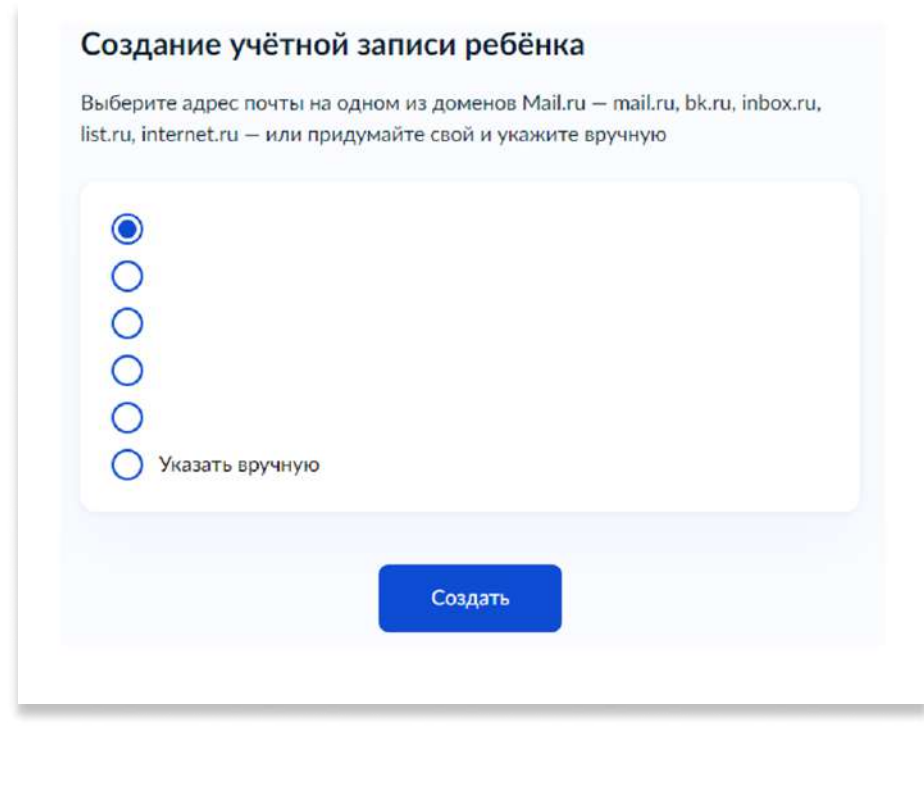 Создание учётной записи ребёнка
Выберите адрес почты на одном из доменов Mail.ru — mail.ru, bk.ru, inbox.ru,
list.ru, internet.ru — или придумайте свой и укажите вручную
Указать вручную
Создать